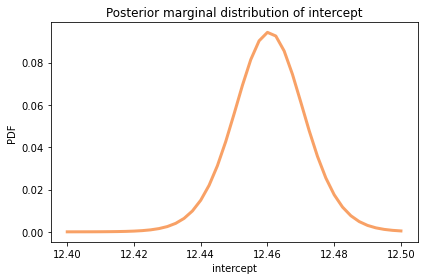 Posterior marginal distribution of intercept
PDF
0.08
0.06
0.04
0.02
0.00
12.40 12.42 12.44 12.46 12.48 12.50
intercept